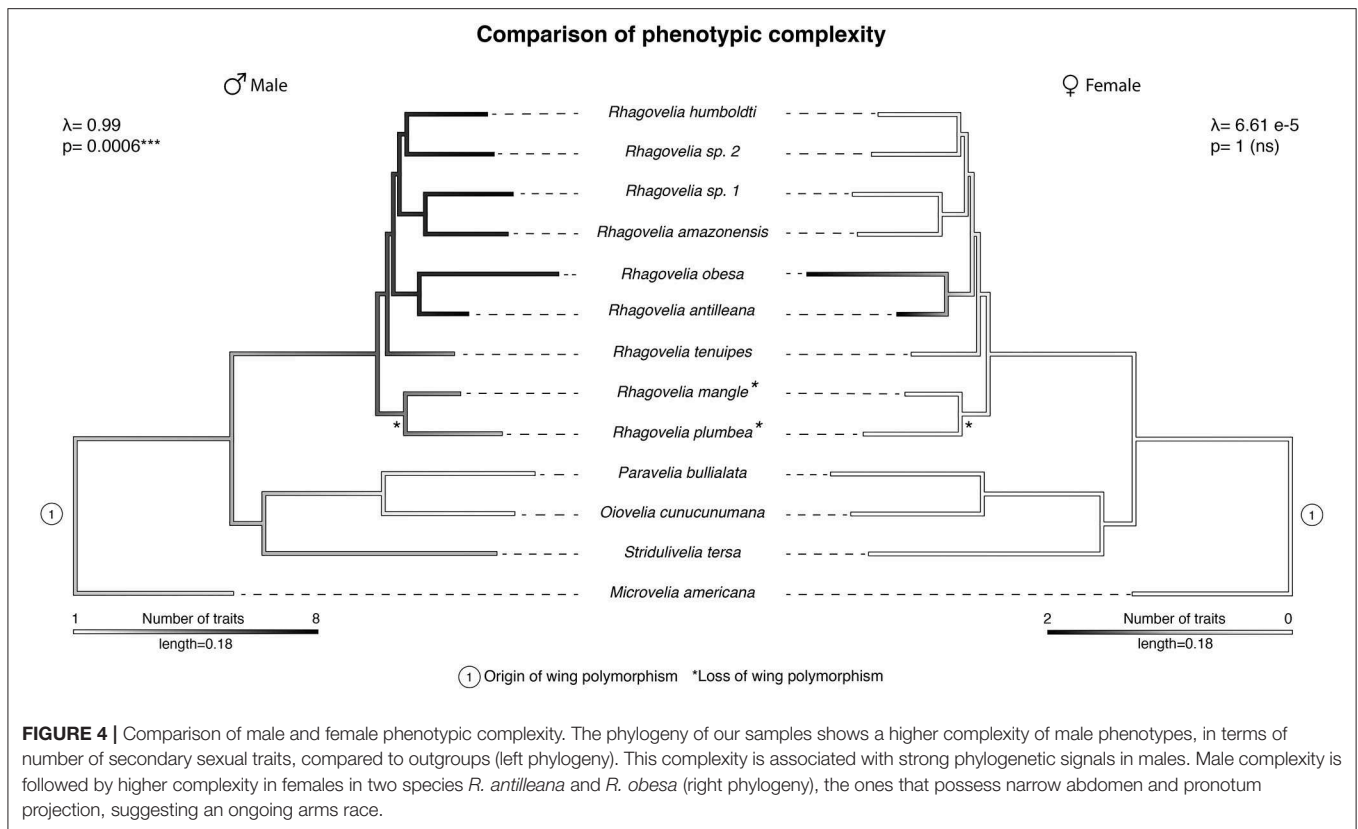 Comparison of phenotypic complexity
♂ Male
♀ Female
λ= 0.99
p= 0.0006***
λ= 6.61 e-5
p= 1 (ns)
Rhagovelia humboldti
Rhagovelia sp. 2
Rhagovelia sp. 1
Rhagovelia amazonensis
Rhagovelia obesa
Rhagovelia antilleana
Rhagovelia tenuipes
Rhagovelia mangle*
Rhagovelia plumbea*
* *
Paravelia bullialata
1 Oiovelia cunucunumana 1
Stridulivelia tersa
Microvelia americana
1 Number of traits 8
length=0.18
2 Number of traits 0
length=0.18
1 Origin of wing polymorphism *Loss of wing polymorphism
FIGURE 4 | Comparison of male and female phenotypic complexity. The phylogeny of our samples shows a higher complexity of male phenotypes, in terms of
number of secondary sexual traits, compared to outgroups (left phylogeny). This complexity is associated with strong phylogenetic signals in males. Male complexity is
followed by higher complexity in females in two species R. antilleana and R. obesa (right phylogeny), the ones that possess narrow abdomen and pronotum
projection, suggesting an ongoing arms race.